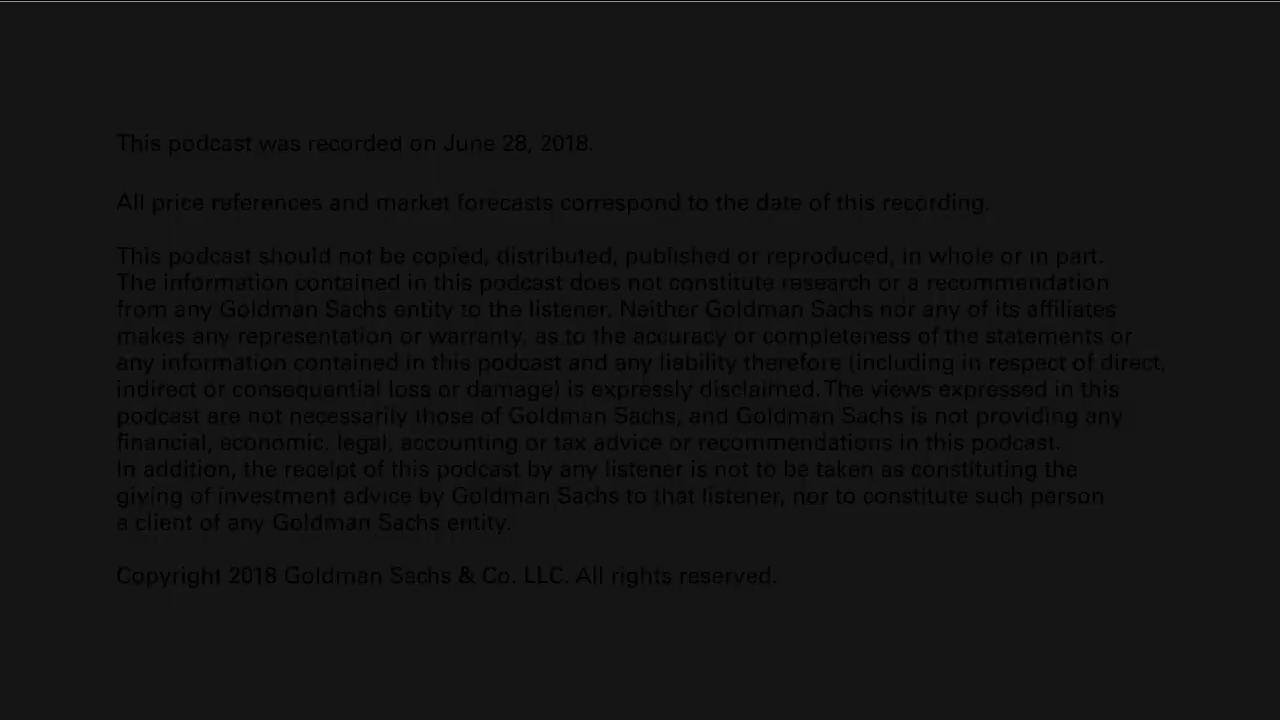 This podcast was recorded on June 28, 2018.
All price references and market forecasts correspond to the date of this recording.
This podcast should not be copied, distributed, published or reproduced, in whole or in part.
The information contained in this podcast does not constitute research or a recommendation
from any Goldman Sachs entity to the listener. Neither Goldman Sachs nor any of its affiliates
makes any representation or warranty, as to the accuracy or completeness of the statements or
any information contained in this podcast and any liability therefore (including in respect of direct,
indirect or consequential loss or damage) is expressly disclaimed. The views expressed in this
podcast are not necessarily those of Goldman Sachs, and Goldman Sachs is not providing any
financial, economic, legal, accounting or tax advice or recommendations in this podcast.
In addition, the receipt of this podcast by any listener is not to be taken as constituting the
giving of investment advice by Goldman Sachs to that listener, nor to constitute such person
a client of any Goldman Sachs entity.
Copyright 2018 Goldman Sachs & Co. LLC. All rights reserved.